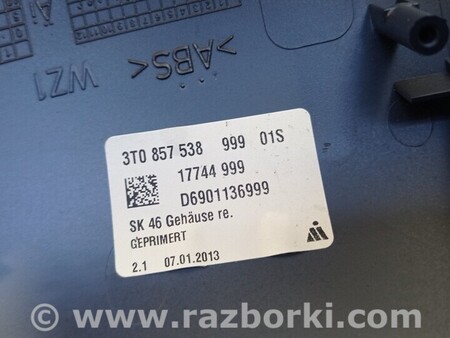 >ABS<
WZ1
3T0 857 538 999 01S
17744 999
D6901136999
SK 46 Gehäuse re.
GEPRIMERT
2.1 07.01.2013
© www.razborki.com